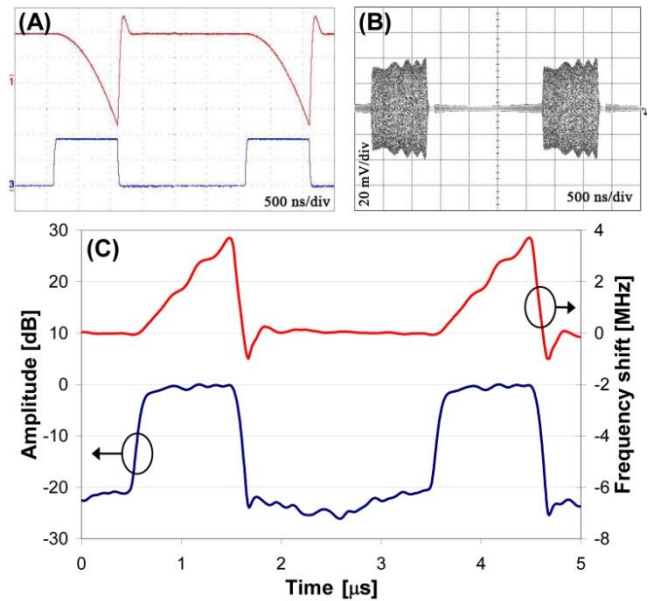 (A)
1
3
500 ns/div
(B)
20 mV/div
500 ns/div
(C)
Amplitude [dB]
30
20
10
0
-10
-20
-30
Frequency shift [MHz]
4
2
0
-2
-4
-6
-8
0
1
2
3
4
5
Time [μs]